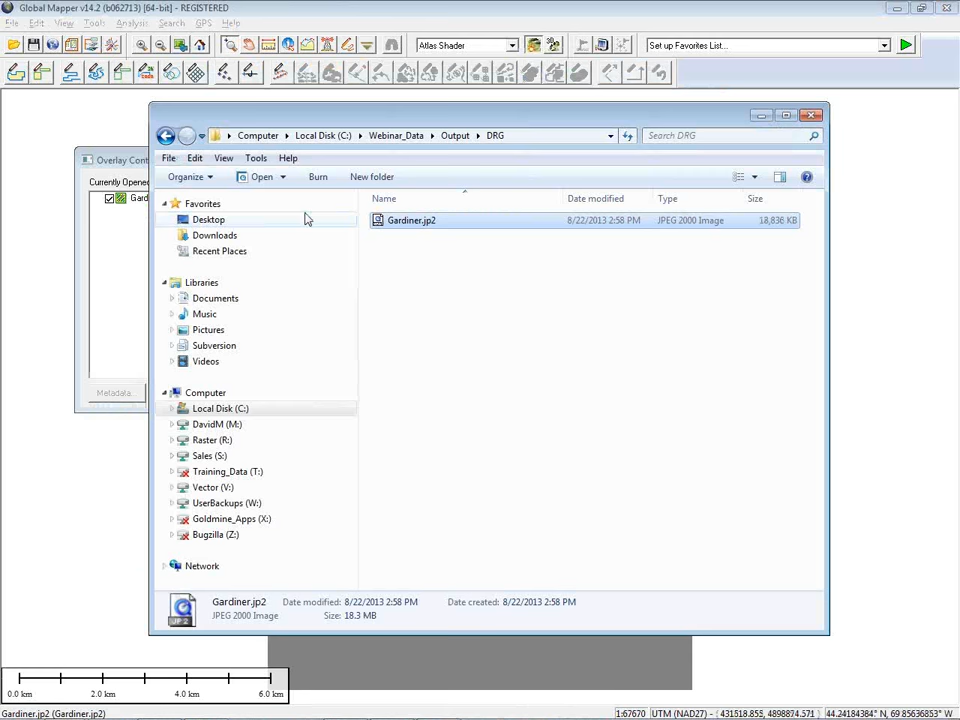 Global Mapper v14.2 (b062713) [64-bit] - REGISTERED
File Edit View Tools Analysis Search GPS Help
Atlas Shader
Set up Favorites List...
Computer Local Disk (C:) Webinar_Data Output DRG
Search DRG
Overlay Cont
Currently Opene
Gard
Metadata...
File Edit View Tools Help
Organize Open Burn New folder
Favorites
Desktop
Downloads
Recent Places
Libraries
Documents
Music
Pictures
Subversion
Videos
Computer
Local Disk (C:)
DavidM (M:)
Raster (R:)
Sales (S:)
Training_Data (T:)
Vector (V:)
UserBackups (W:)
Goldmine_Apps (X:)
Bugzilla (Z:)
Network
Name Date modified Type Size
Gardiner.jp2 8/22/2013 2:58 PM JPEG 2000 Image 18,836 KB
Gardiner.jp2 Date modified: 8/22/2013 2:58 PM Date created: 8/22/2013 2:58 PM
JPEG 2000 Image Size: 18.3 MB
JP2
0.0 km 2.0 km 4.0 km 6.0 km
Gardiner.jp2 (Gardiner.jp2)
1:67670 UTM (NAD27) - ( 431518.855, 4898874.571 ) 44.24184384° N, 69.85636853° W